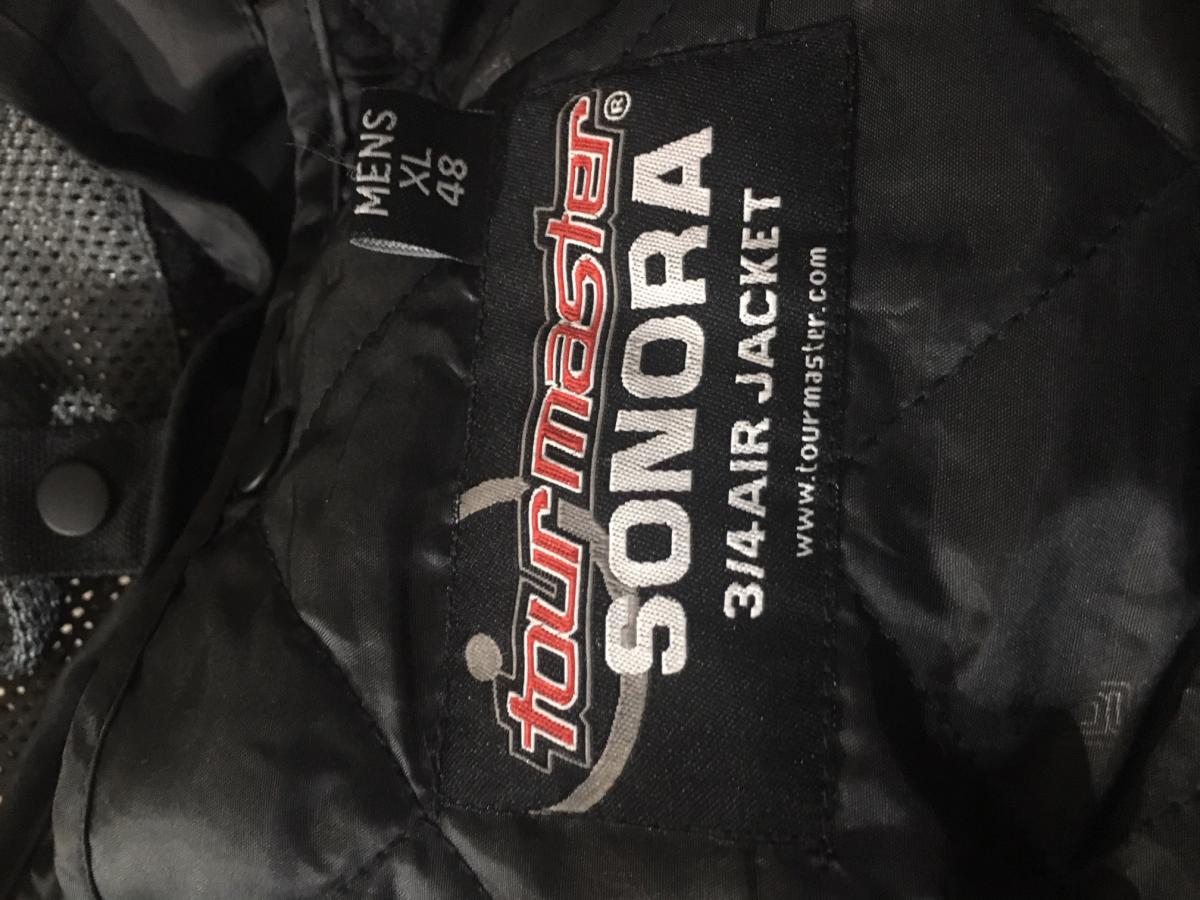 MENS
XL
48
tourmaster®
SONORA
3/4 AIR JACKET
www.tourmaster.com